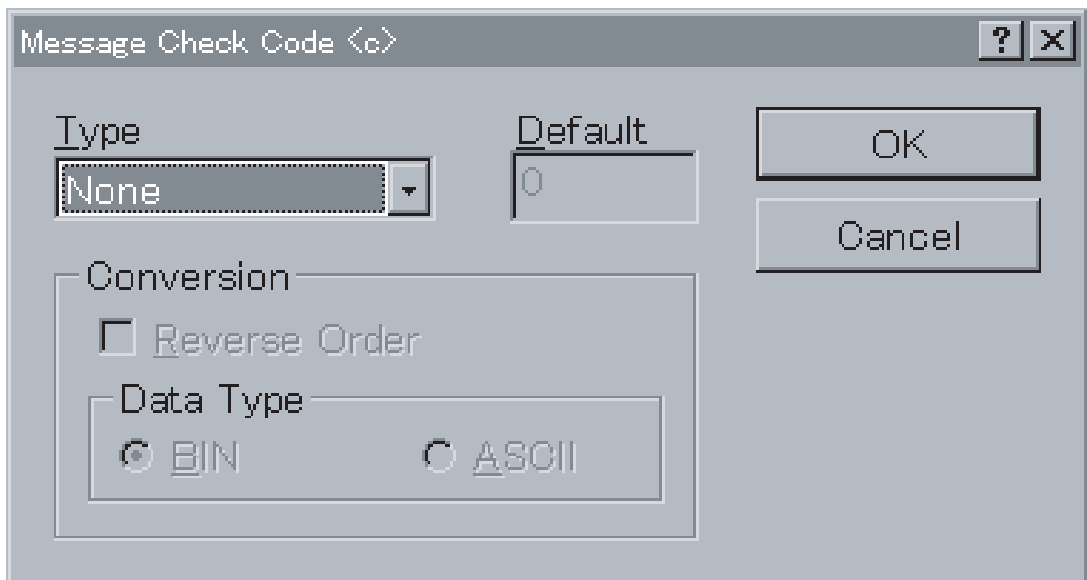 Message Check Code <c>
? ×
Type
None
Default
0
OK
Cancel
Conversion
Reverse Order
Data Type
BIN
ASCII